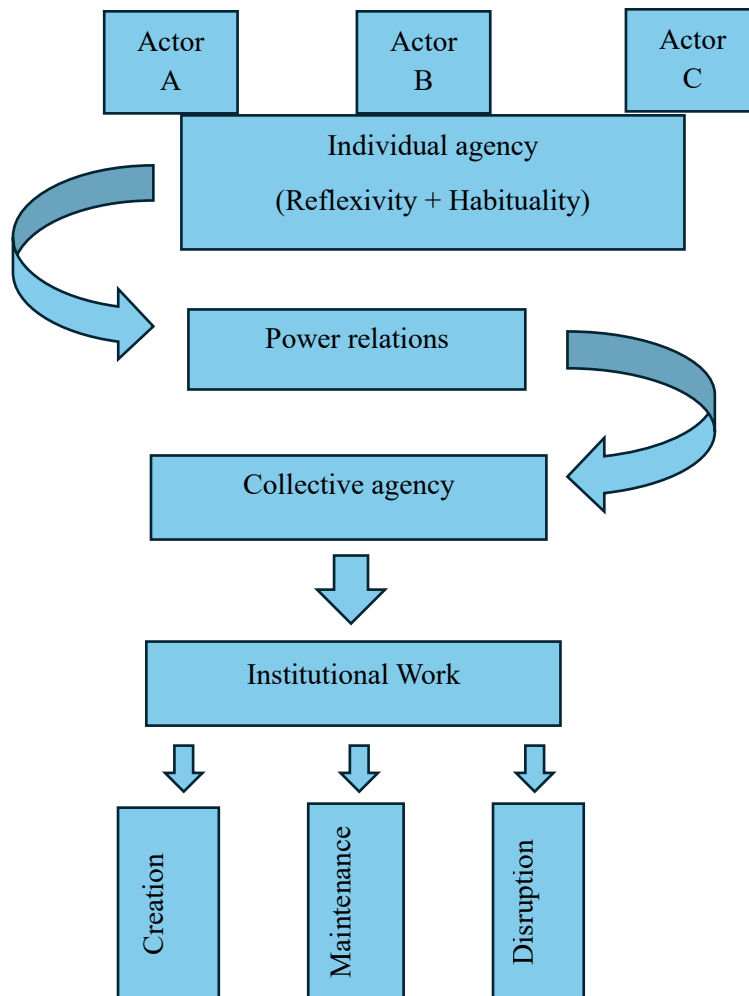 Actor
A
Actor
B
Actor
C
Individual agency
(Reflexivity + Habituality)
Power relations
Collective agency
Institutional Work
Creation
Maintenance
Disruption